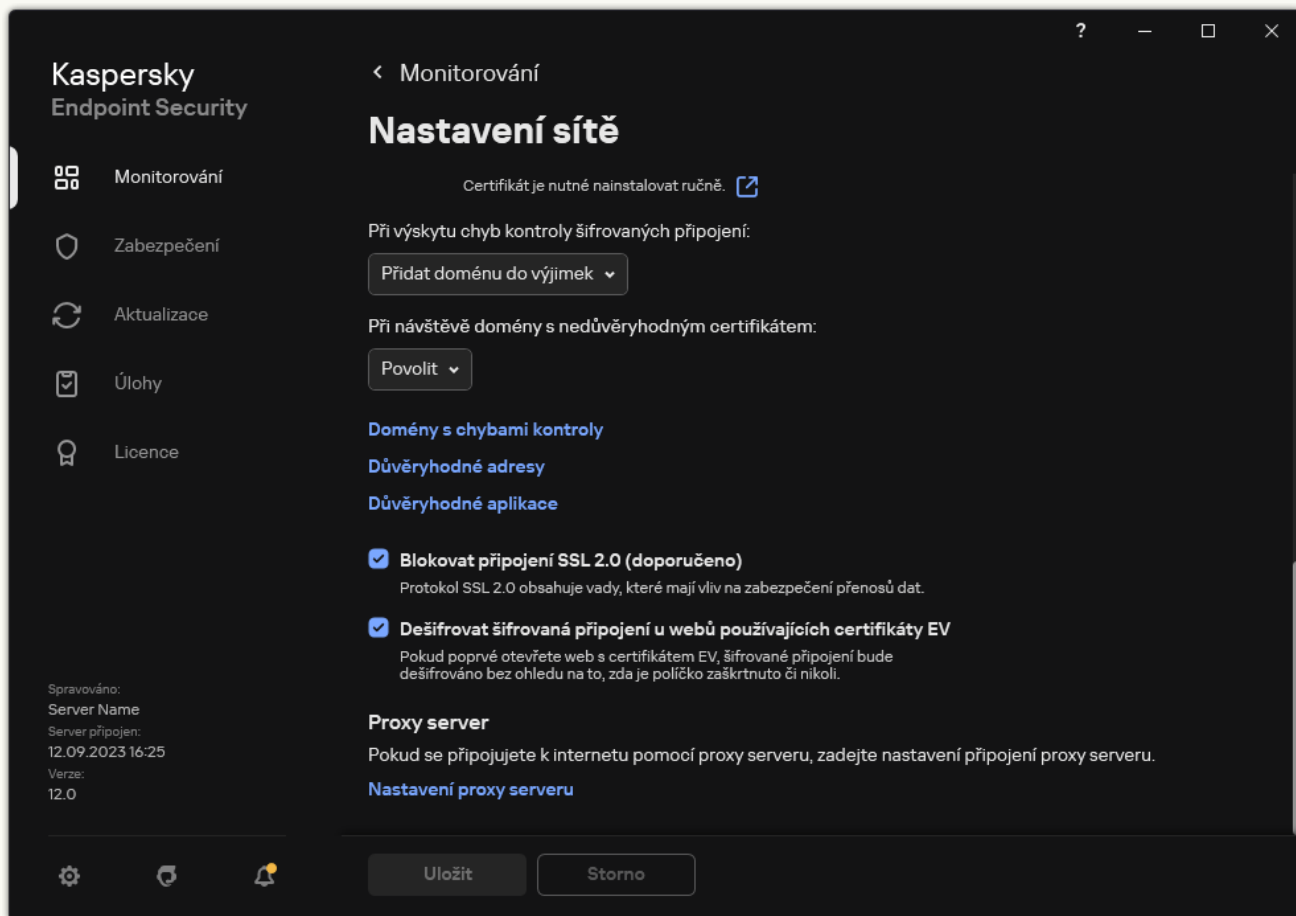 ?
Kaspersky
Endpoint Security
Monitorování
Zabezpečení
Aktualizace
Úlohy
Licence
Spravováno:
Server Name
Server připojen:
12.09.2023 16:25
Verze:
12.0
Monitorování
Nastavení sítě
Certifikát je nutné nainstalovat ručně.
Při výskytu chyb kontroly šifrovaných připojení:
Přidat doménu do výjimek
Při návštěvě domény s nedůvěryhodným certifikátem:
Povolit
Domény s chybami kontroly
Důvěryhodné adresy
Důvěryhodné aplikace
Blokovat připojení SSL 2.0 (doporučeno)
Protokol SSL 2.0 obsahuje vady, které mají vliv na zabezpečení přenosů dat.
Dešifrovat šifrovaná připojení u webů používajících certifikáty EV
Pokud poprvé otevřete web s certifikátem EV, šifrované připojení bude
dešifrováno bez ohledu na to, zda je políčko zaškrtnuto či nikoli.
Proxy server
Pokud se připojujete k internetu pomocí proxy serveru, zadejte nastavení připojení proxy serveru.
Nastavení proxy serveru
Uložit
Storno